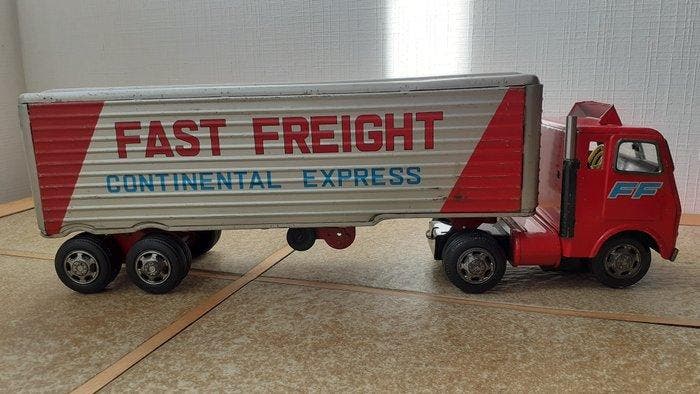 FAST FREIGHT
CONTINENTAL EXPRESS
FF